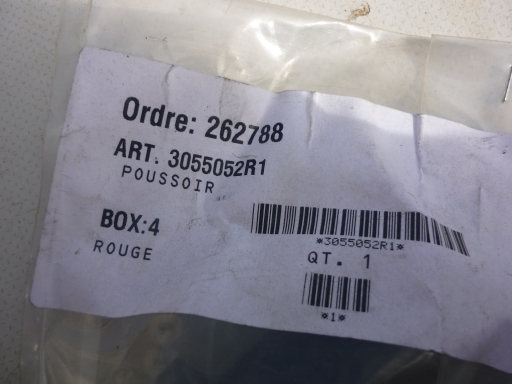 Ordre: 262788
ART. 3055052R1
POUSSOIR
BOX:4
ROUGE
*3055052R1*
QT. 1
*1*